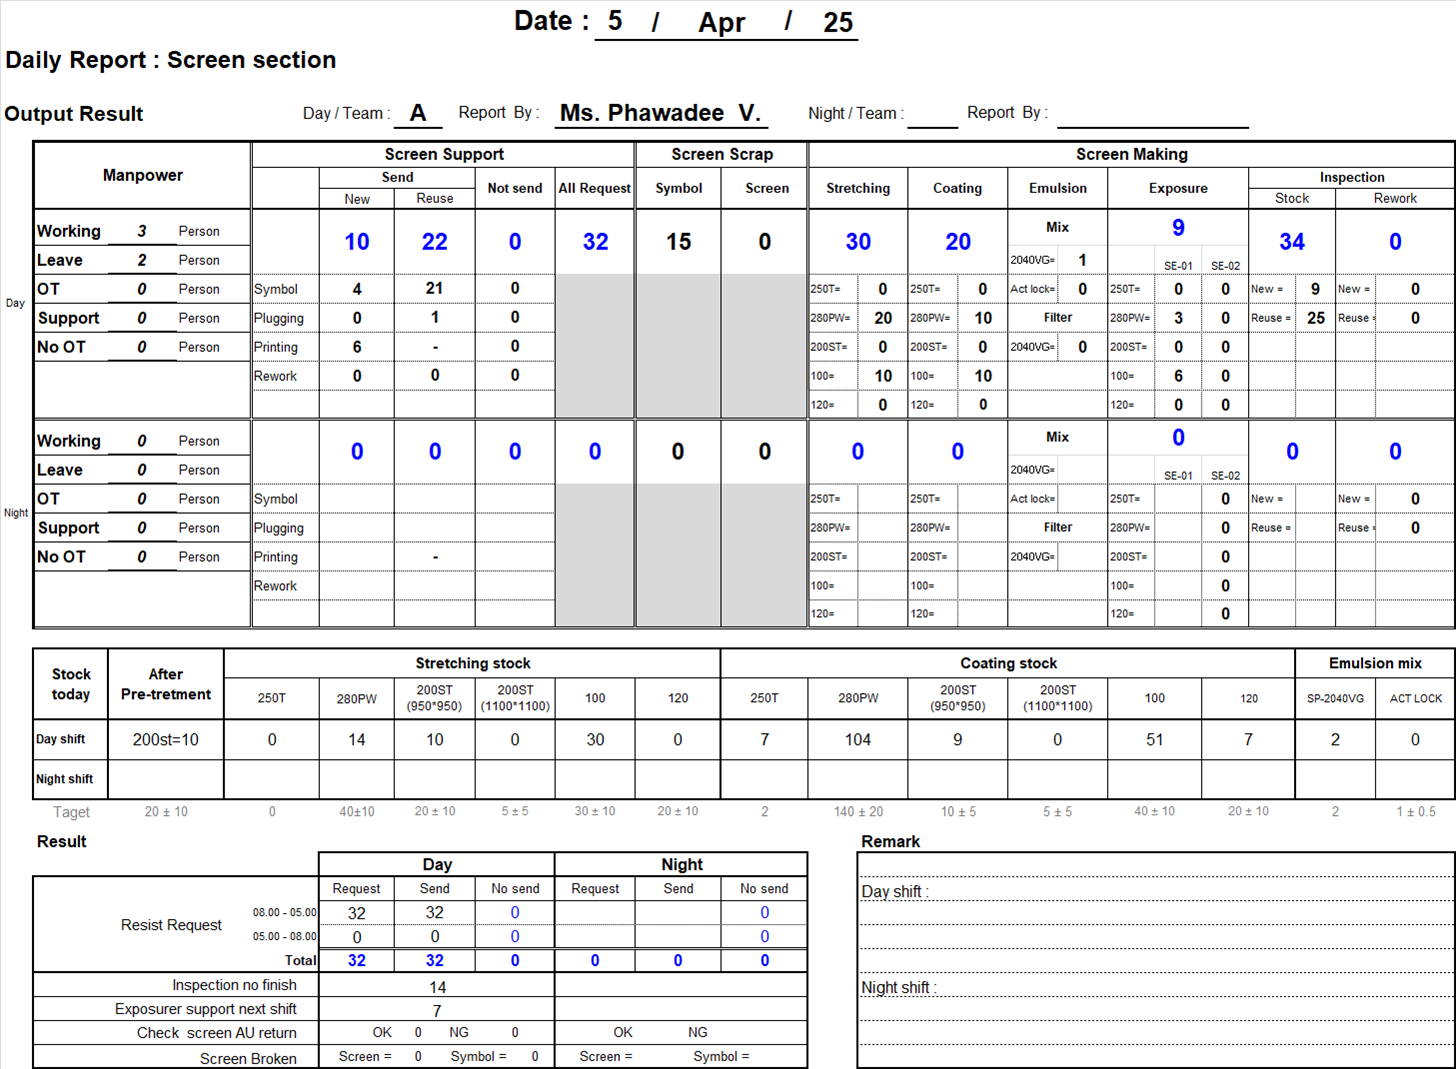 Date : 5 / Apr / 25
Daily Report : Screen section
Output Result Day / Team : A Report By : Ms. Phawadee V. Night / Team : Report By :
Manpower Screen Support Screen Scrap Screen Making
Send Not send All Request Symbol Screen Stretching Coating Emulsion Exposure Inspection
New Reuse Stock Rework
Day
Working 3 Person 10 22 0 32 15 0 30 20 Mix 9 34 0
Leave 2 Person 2040VG= 1 SE-01 SE-02
OT 0 Person Symbol 4 21 0 250T= 0 250T= 0 Act lock= 0 250T= 0 0 New = 9 New = 0
Support 0 Person Plugging 0 1 0 280PW= 20 280PW= 10 Filter 280PW= 3 0 Reuse = 25 Reuse = 0
No OT 0 Person Printing 6 - 0 200ST= 0 200ST= 0 2040VG= 0 200ST= 0 0
Rework 0 0 0 100= 10 100= 10 100= 6 0
120= 0 120= 0 120= 0 0
Night
Working 0 Person 0 0 0 0 0 0 0 0 Mix 0 0 0
Leave 0 Person 2040VG= SE-01 SE-02
OT 0 Person Symbol 250T= 250T= Act lock= 250T= 0 New = New = 0
Support 0 Person Plugging 280PW= 280PW= Filter 280PW= 0 Reuse = Reuse = 0
No OT 0 Person Printing - 200ST= 200ST= 2040VG= 200ST= 0
Rework 100= 100= 100= 0
120= 120= 120= 0
Stock today After Pre-tretment Stretching stock Coating stock Emulsion mix
250T 280PW 200ST (950*950) 200ST (1100*1100) 100 120 250T 280PW 200ST (950*950) 200ST (1100*1100) 100 120 SP-2040VG ACT LOCK
Day shift 200st=10 0 14 10 0 30 0 7 104 9 0 51 7 2 0
Night shift
Taget 20 ± 10 0 40±10 20 ± 10 5 ± 5 30 ± 10 20 ± 10 2 140 ± 20 10 ± 5 5 ± 5 40 ± 10 20 ± 10 2 1 ± 0.5
Result Remark
Day Night
Request Send No send Request Send No send
Resist Request
08.00 - 05.00 32 32 0 0
05.00 - 08.00 0 0 0 0
Total 32 32 0 0 0 0
Inspection no finish 14
Exposurer support next shift 7
Check screen AU return OK 0 NG 0 OK NG
Screen Broken Screen = 0 Symbol = 0 Screen = Symbol =
Day shift :
Night shift :